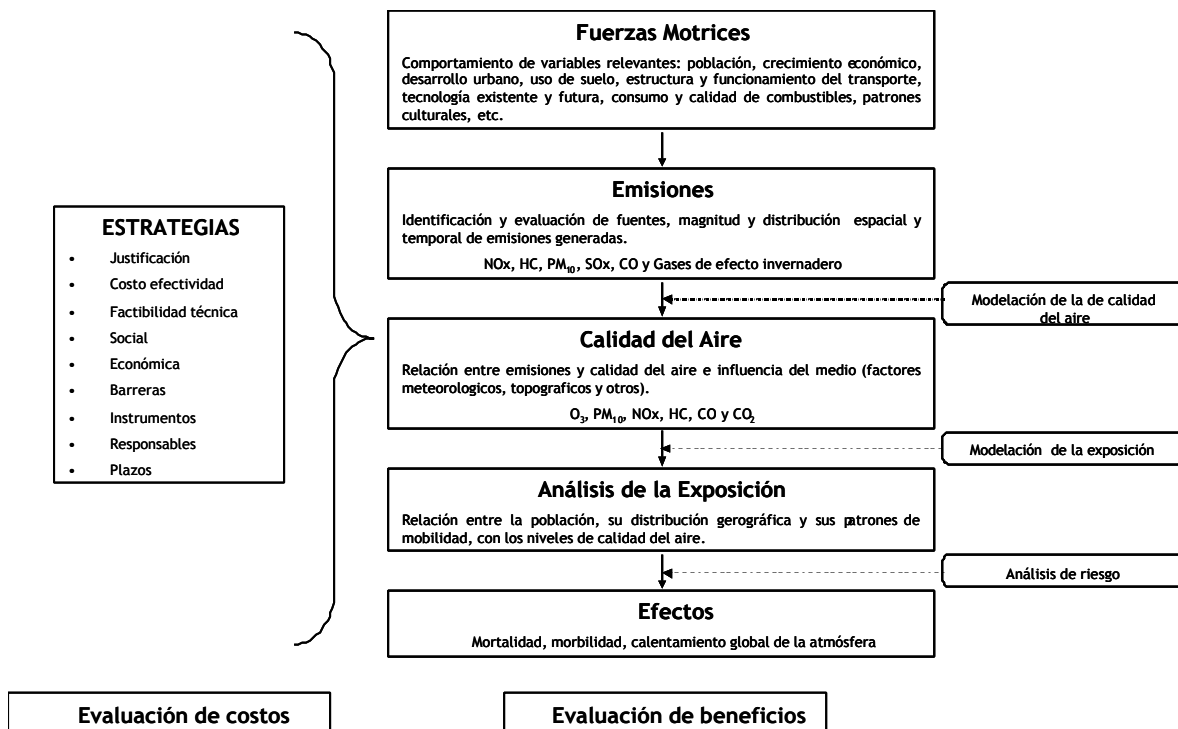 Fuerzas Motrices
Comportamiento de variables relevantes: población, crecimiento económico,
desarrollo urbano, uso de suelo, estructura y funcionamiento del transporte,
tecnología existente y futura, consumo y calidad de combustibles, patrones
culturales, etc.
Emisiones
Identificación y evaluación de fuentes, magnitud y distribución espacial y
temporal de emisiones generadas.
NOx, HC, PM₁₀, SOx, CO y Gases de efecto invernadero
ESTRATEGIAS
• Justificación
• Costo efectividad
• Factibilidad técnica
• Social
• Económica
• Barreras
• Instrumentos
• Responsables
• Plazos
Modelación de la de calidad
del aire
Calidad del Aire
Relación entre emisiones y calidad del aire e influencia del medio (factores
meteorologicos, topograficos y otros).
O₃, PM₁₀, NOx, HC, CO y CO₂
Modelación de la exposición
Análisis de la Exposición
Relación entre la población, su distribución gerográfica y sus patrones de
mobilidad, con los niveles de calidad del aire.
Análisis de riesgo
Efectos
Mortalidad, morbilidad, calentamiento global de la atmósfera
Evaluación de costos
Evaluación de beneficios